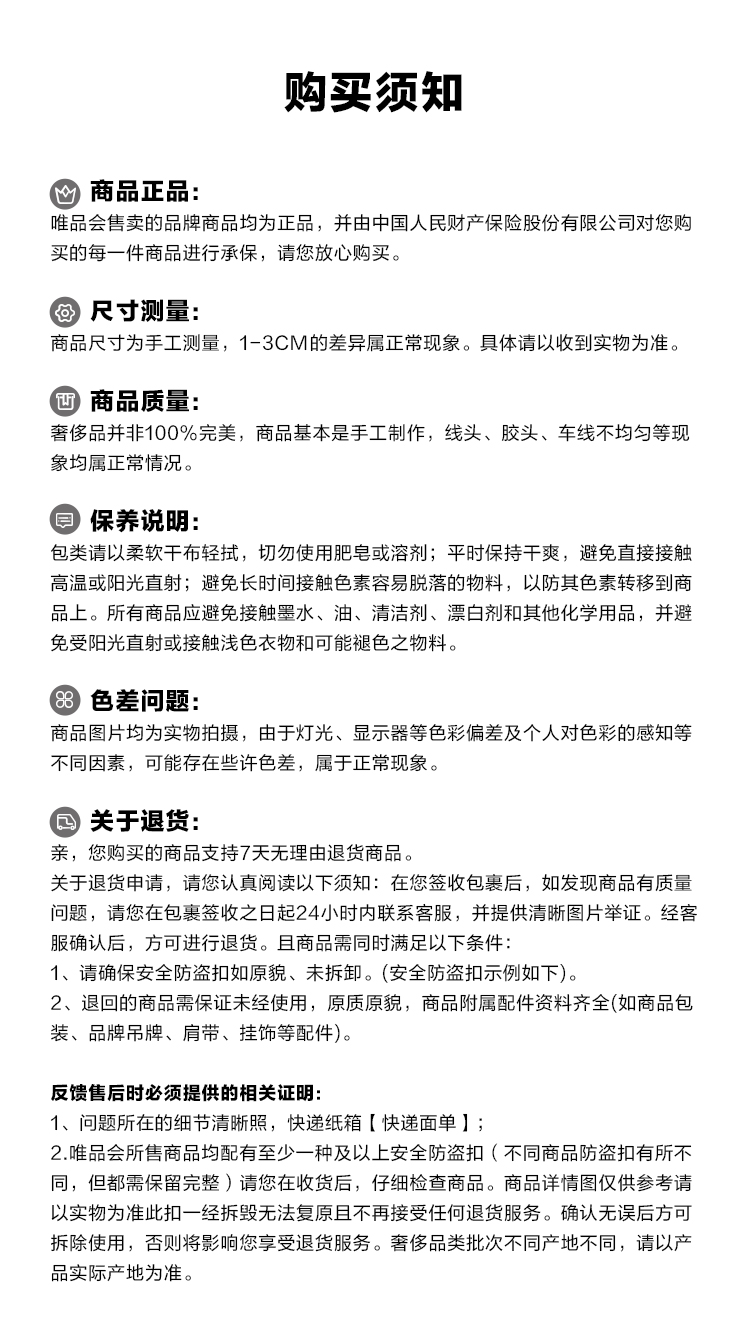 购买须知
商品正品：
唯品会售卖的品牌商品均为正品，并由中国人民财产保险股份有限公司对您购
买的每一件商品进行承保，请您放心购买。
尺寸测量：
商品尺寸为手工测量，1-3CM的差异属正常现象。具体请以收到实物为准。
商品质量：
奢侈品并非100%完美，商品基本是手工制作，线头、胶头、车线不均匀等现
象均属正常情况。
保养说明：
包类请以柔软干布轻拭，切勿使用肥皂或溶剂；平时保持干爽，避免直接接触
高温或阳光直射；避免长时间接触色素容易脱落的物料，以防其色素转移到商
品上。所有商品应避免接触墨水、油、清洁剂、漂白剂和其他化学用品，并避
免受阳光直射或接触浅色衣物和可能褪色之物料。
色差问题：
商品图片均为实物拍摄，由于灯光、显示器等色彩偏差及个人对色彩的感知等
不同因素，可能存在些许色差，属于正常现象。
关于退货：
亲，您购买的商品支持7天无理由退货商品。
关于退货申请，请您认真阅读以下须知：在您签收包裹后，如发现商品有质量
问题，请您在包裹签收之日起24小时内联系客服，并提供清晰图片举证。经客
服确认后，方可进行退货。且商品需同时满足以下条件：
1、请确保安全防盗扣如原貌、未拆卸。(安全防盗扣示例如下)。
2、退回的商品需保证未经使用，原质原貌，商品附属配件资料齐全(如商品包
装、品牌吊牌、肩带、挂饰等配件)。
反馈售后时必须提供的相关证明：
1、问题所在的细节清晰照，快递纸箱【快递面单】；
2.唯品会所售商品均配有至少一种及以上安全防盗扣（不同商品防盗扣有所不
同，但都需保留完整）请您在收货后，仔细检查商品。商品详情图仅供参考请
以实物为准此扣一经拆毁无法复原且不再接受任何退货服务。确认无误后方可
拆除使用，否则将影响您享受退货服务。奢侈品类批次不同产地不同，请以产
品实际产地为准。